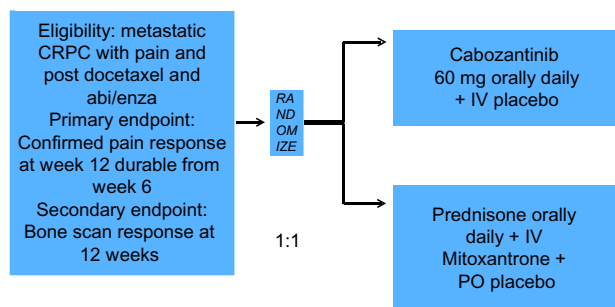 Eligibility: metastatic
CRPC with pain and
post docetaxel and
abi/enza
Primary endpoint:
Confirmed pain response
at week 12 durable from
week 6
Secondary endpoint:
Bone scan response at
12 weeks
RA
ND
OM
IZE
1:1
Cabozantinib
60 mg orally daily
+ IV placebo
Prednisone orally
daily + IV
Mitoxantrone +
PO placebo